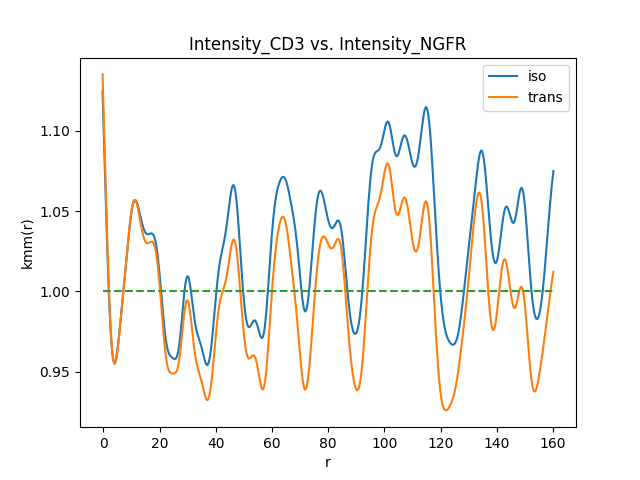 Intensity_CD3 vs. Intensity_NGFR
iso
trans
kmm(r)
1.10
1.05
1.00
0.95
0 20 40 60 80 100 120 140 160
r